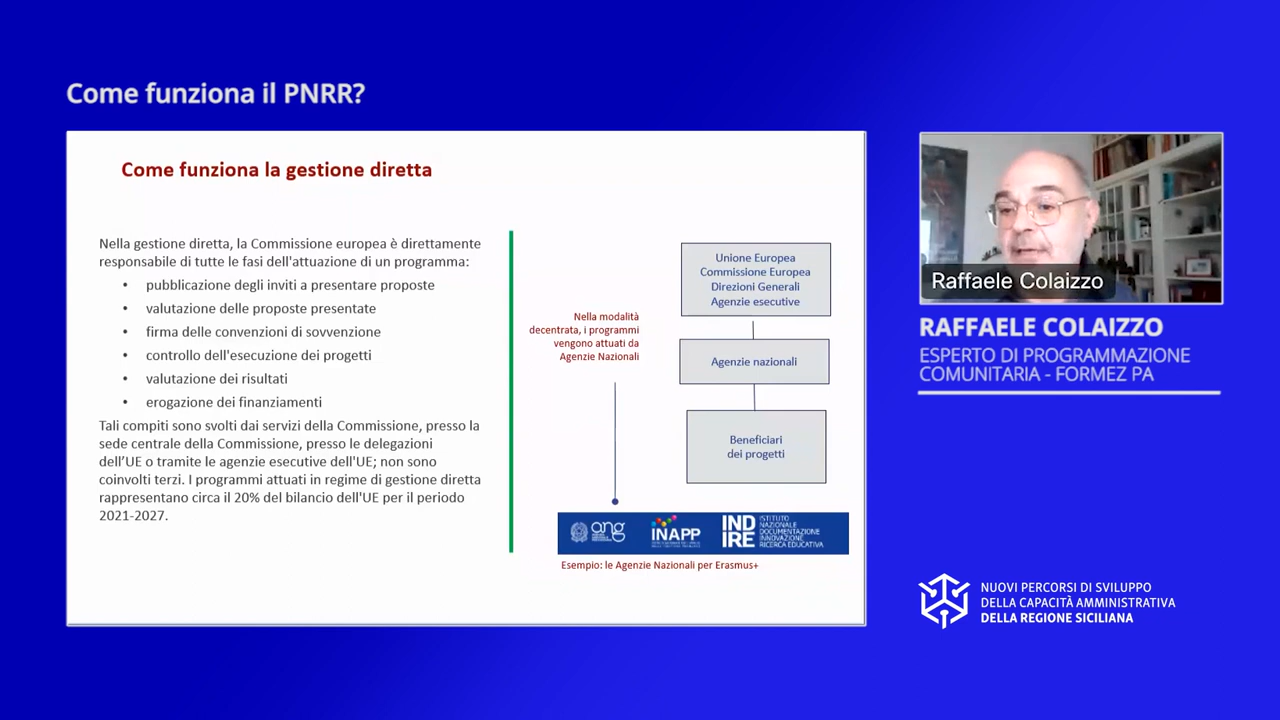 Come funziona il PNRR?
Come funziona la gestione diretta
Nella gestione diretta, la Commissione europea è direttamente
responsabile di tutte le fasi dell'attuazione di un programma:
• pubblicazione degli inviti a presentare proposte
• valutazione delle proposte presentate
• firma delle convenzioni di sovvenzione
• controllo dell'esecuzione dei progetti
• valutazione dei risultati
• erogazione dei finanziamenti
Tali compiti sono svolti dai servizi della Commissione, presso la
sede centrale della Commissione, presso le delegazioni
dell'UE o tramite le agenzie esecutive dell'UE; non sono
coinvolti terzi. I programmi attuati in regime di gestione diretta
rappresentano circa il 20% del bilancio dell'UE per il periodo
2021-2027.
Nella modalità
decentrata, i programmi
vengono attuati da
Agenzie Nazionali
Unione Europea
Commissione Europea
Direzioni Generali
Agenzie esecutive
Agenzie nazionali
Beneficiari
dei progetti
ang
INAPP
IND
IRE
ISTITUTO
NAZIONALE
DOCUMENTAZIONE
INNOVAZIONE
RICERCA EDUCATIVA
Esempio: le Agenzie Nazionali per Erasmus+
Raffaele Colaizzo
RAFFAELE COLAIZZO
ESPERTO DI PROGRAMMAZIONE
COMUNITARIA - FORMEZ PA
NUOVI PERCORSI DI SVILUPPO
DELLA CAPACITÀ AMMINISTRATIVA
DELLA REGIONE SICILIANA